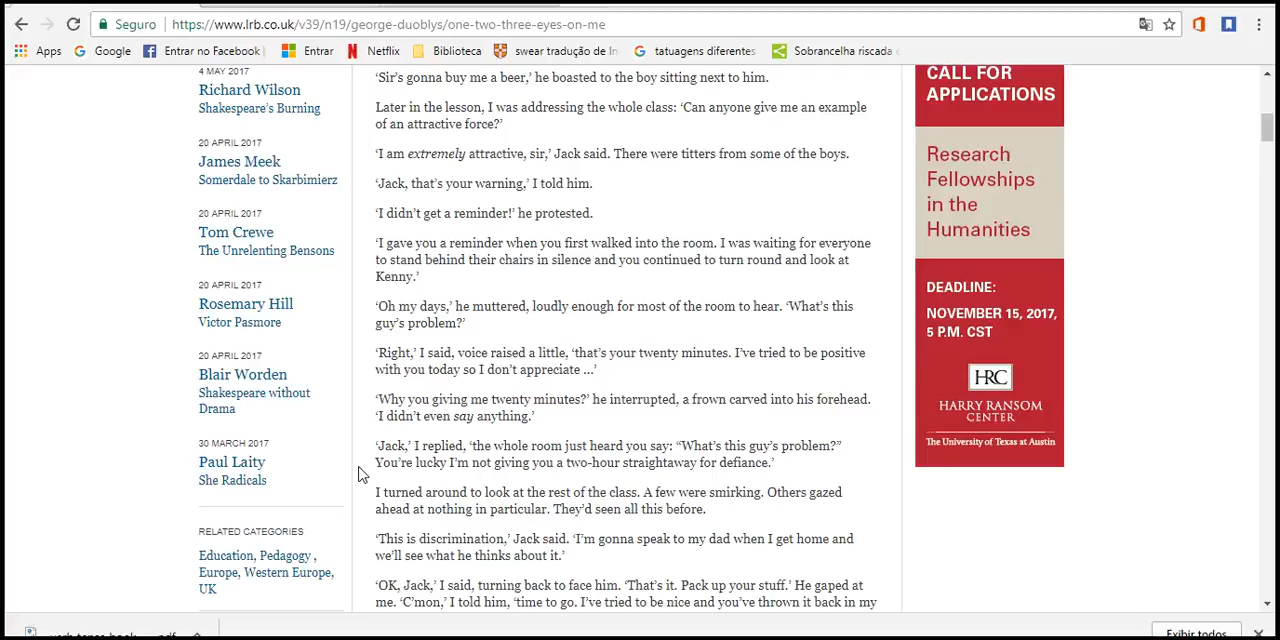 Seguro
https://www.lrb.co.uk/v39/n19/george-duoblys/one-two-three-eyes-on-me
Apps
Google
Entrar no Facebook
Entrar
Netflix
Biblioteca
swear tradução de In
tatuagens diferentes
Sobrancelha riscada
4 MAY 2017
Richard Wilson
Shakespeare's Burning
20 APRIL 2017
James Meek
Somerdale to Skarbimierz
20 APRIL 2017
Tom Crewe
The Unrelenting Bensons
20 APRIL 2017
Rosemary Hill
Victor Pasmore
20 APRIL 2017
Blair Worden
Shakespeare without
Drama
30 MARCH 2017
Paul Laity
She Radicals
RELATED CATEGORIES
Education, Pedagogy ,
Europe, Western Europe,
UK
‘Sir's gonna buy me a beer,’ he boasted to the boy sitting next to him.
Later in the lesson, I was addressing the whole class: ‘Can anyone give me an example
of an attractive force?’
‘I am extremely attractive, sir,’ Jack said. There were titters from some of the boys.
‘Jack, that's your warning,’ I told him.
‘I didn't get a reminder!’ he protested.
‘I gave you a reminder when you first walked into the room. I was waiting for everyone
to stand behind their chairs in silence and you continued to turn round and look at
Kenny.’
‘Oh my days,’ he muttered, loudly enough for most of the room to hear. ‘What's this
guy's problem?’
‘Right,’ I said, voice raised a little, ‘that's your twenty minutes. I've tried to be positive
with you today so I don't appreciate ...’
‘Why you giving me twenty minutes?’ he interrupted, a frown carved into his forehead.
‘I didn't even say anything.’
‘Jack,’ I replied, ‘the whole room just heard you say: “What's this guy's problem?”
You're lucky I'm not giving you a two-hour straightaway for defiance.’
I turned around to look at the rest of the class. A few were smirking. Others gazed
ahead at nothing in particular. They'd seen all this before.
‘This is discrimination,’ Jack said. ‘I'm gonna speak to my dad when I get home and
we'll see what he thinks about it.’
‘OK, Jack,’ I said, turning back to face him. ‘That's it. Pack up your stuff.’ He gaped at
me. ‘C'mon,’ I told him, ‘time to go. I've tried to be nice and you've thrown it back in my
CALL FOR
APPLICATIONS
Research
Fellowships
in the
Humanities
DEADLINE:
NOVEMBER 15, 2017,
5 P.M. CST
HRC
HARRY RANSOM
CENTER
The University of Texas at Austin
Exibir todos